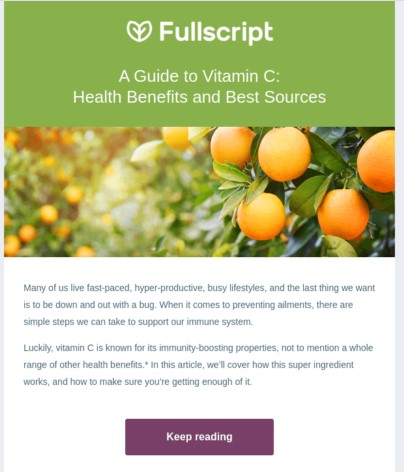 Fullscript
A Guide to Vitamin C:
Health Benefits and Best Sources
Many of us live fast-paced, hyper-productive, busy lifestyles, and the last thing we want
is to be down and out with a bug. When it comes to preventing ailments, there are
simple steps we can take to support our immune system.
Luckily, vitamin C is known for its immunity-boosting properties, not to mention a whole
range of other health benefits.* In this article, we'll cover how this super ingredient
works, and how to make sure you're getting enough of it.
Keep reading